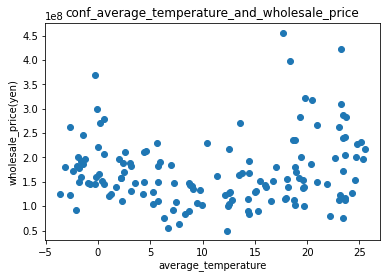 conf_average_temperature_and_wholesale_price
1e8
4.5
4.0
3.5
3.0
2.5
2.0
1.5
1.0
0.5
wholesale_price(yen)
−5 0 5 10 15 20 25
average_temperature